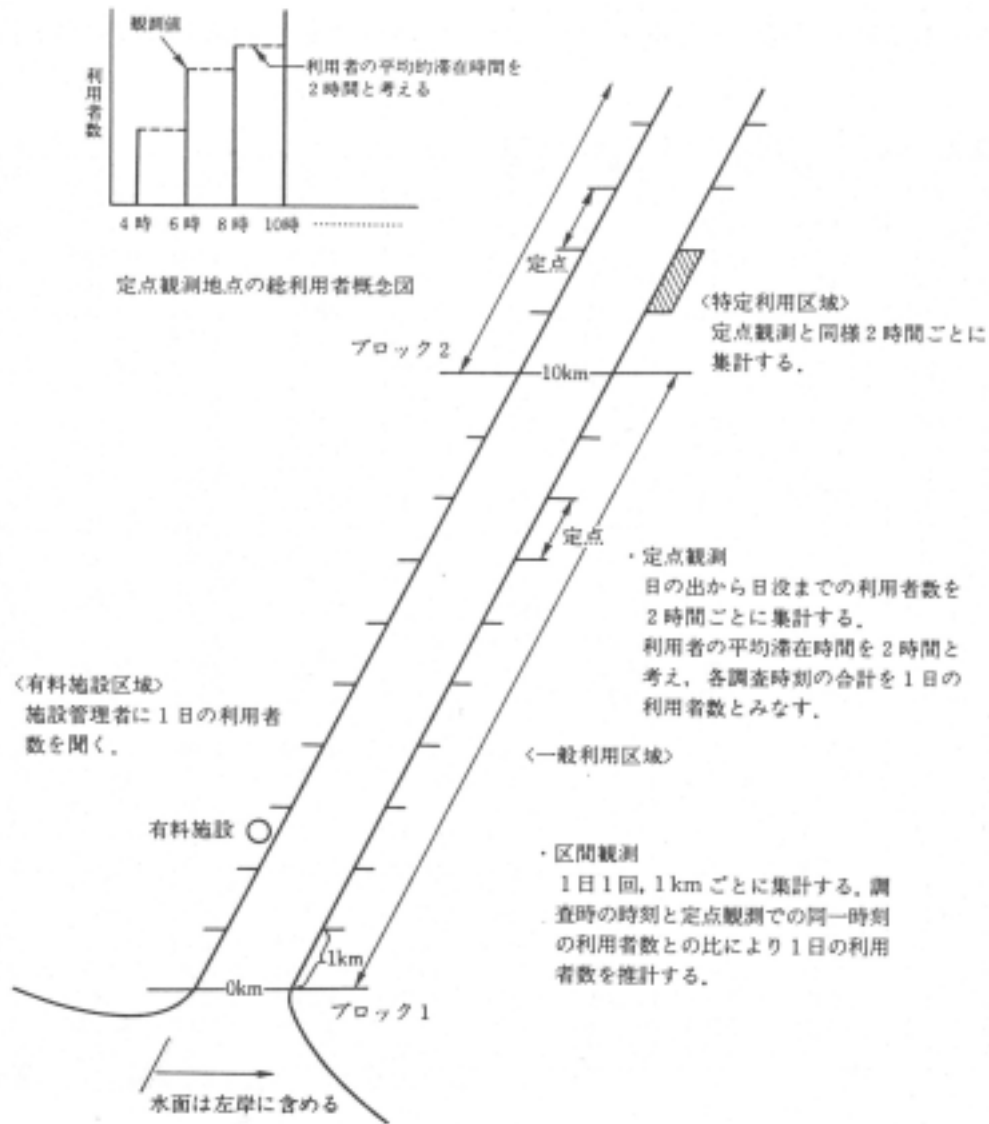 観測値
利用者の平均的滞在時間を
2時間と考える
利用者数
4時 6時 8時 10時 ………………
定点観測地点の総利用者概念図
定点
〈特定利用区域〉
定点観測と同様2時間ごとに
集計する.
ブロック2
10km
定点
・定点観測
日の出から日没までの利用者数を
2時間ごとに集計する.
利用者の平均滞在時間を2時間と
考え, 各調査時刻の合計を1日の
利用者数とみなす.
〈有料施設区域〉
施設管理者に1日の利用者
数を聞く.
〈一般利用区域〉
有料施設
・区間観測
1日1回, 1kmごとに集計する. 調
査時の時刻と定点観測での同一時刻
の利用者数との比により1日の利用
者数を推計する.
1km
0km
ブロック1
水面は左岸に含める